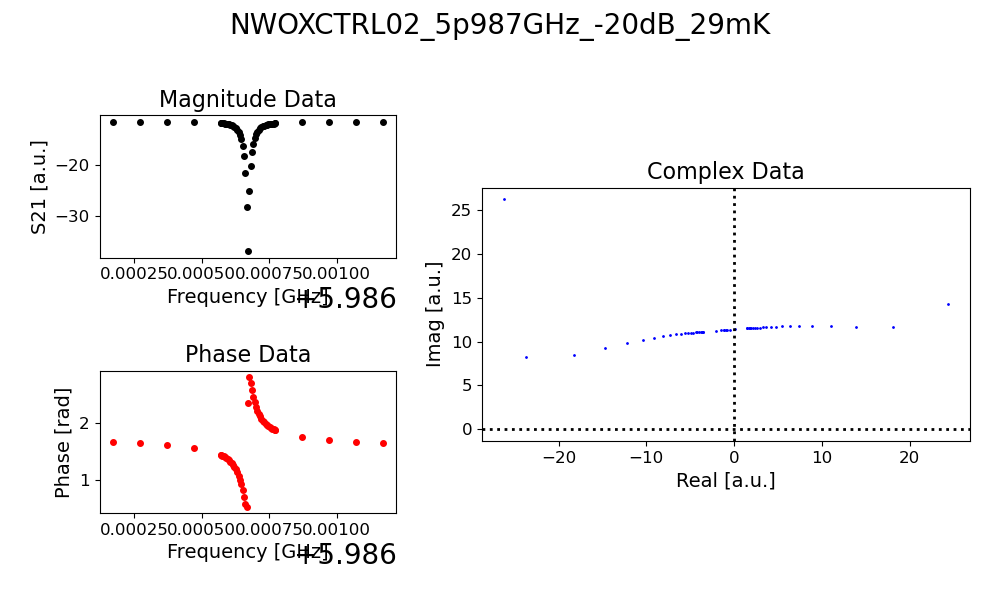 NWOXCTRL02_5p987GHz_-20dB_29mK
Magnitude Data
S21 [a.u.]
−20
−30
0.00025 0.00050 0.00075 0.00100
Frequency [GHz]
+5.986
Phase Data
Phase [rad]
2
1
0.00025 0.00050 0.00075 0.00100
Frequency [GHz]
+5.986
Complex Data
Imag [a.u.]
25
20
15
10
5
0
−20 −10 0 10 20
Real [a.u.]